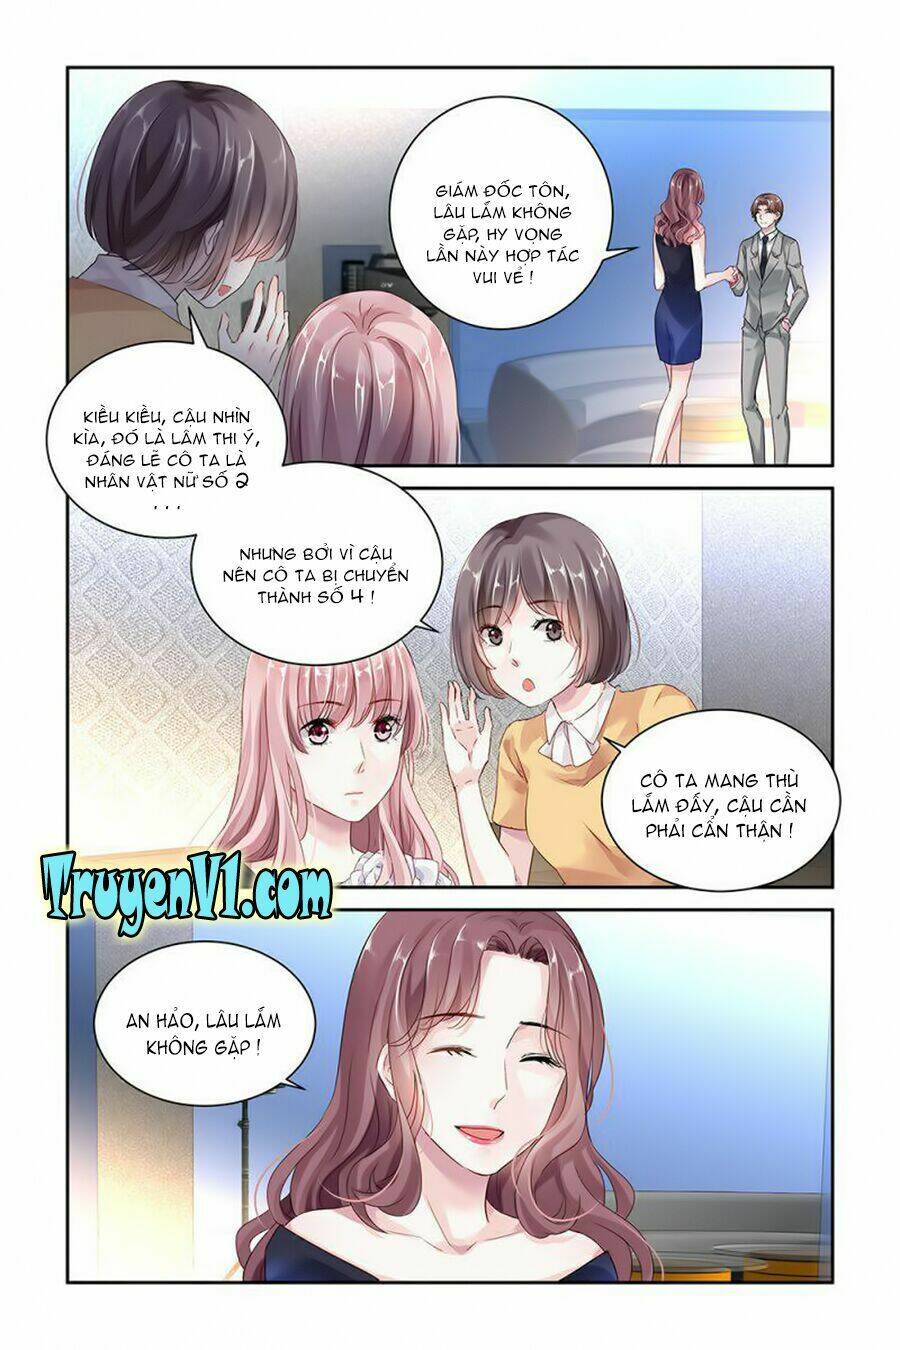 GIÁM ĐỐC TÔN,
LÂU LẮM KHÔNG
GẶP, HY VỌNG
LẦN NÀY HỢP TÁC
VUI VẺ !
KIỀU KIỀU, CẬU NHÌN
KÌA, ĐÓ LÀ LÂM THI Ý,
ĐÁNG LẼ CÔ TA LÀ
NHÂN VẬT NỮ SỐ 2
. . .
NHƯNG BỞI VÌ CẬU
NÊN CÔ TA BỊ CHUYỂN
THÀNH SỐ 4 !
CÔ TA MANG THÙ
LẮM ĐẤY, CẬU CẦN
PHẢI CẨN THẬN !
TRUYENV1.com
AN HẢO, LÂU LẮM
KHÔNG GẶP !